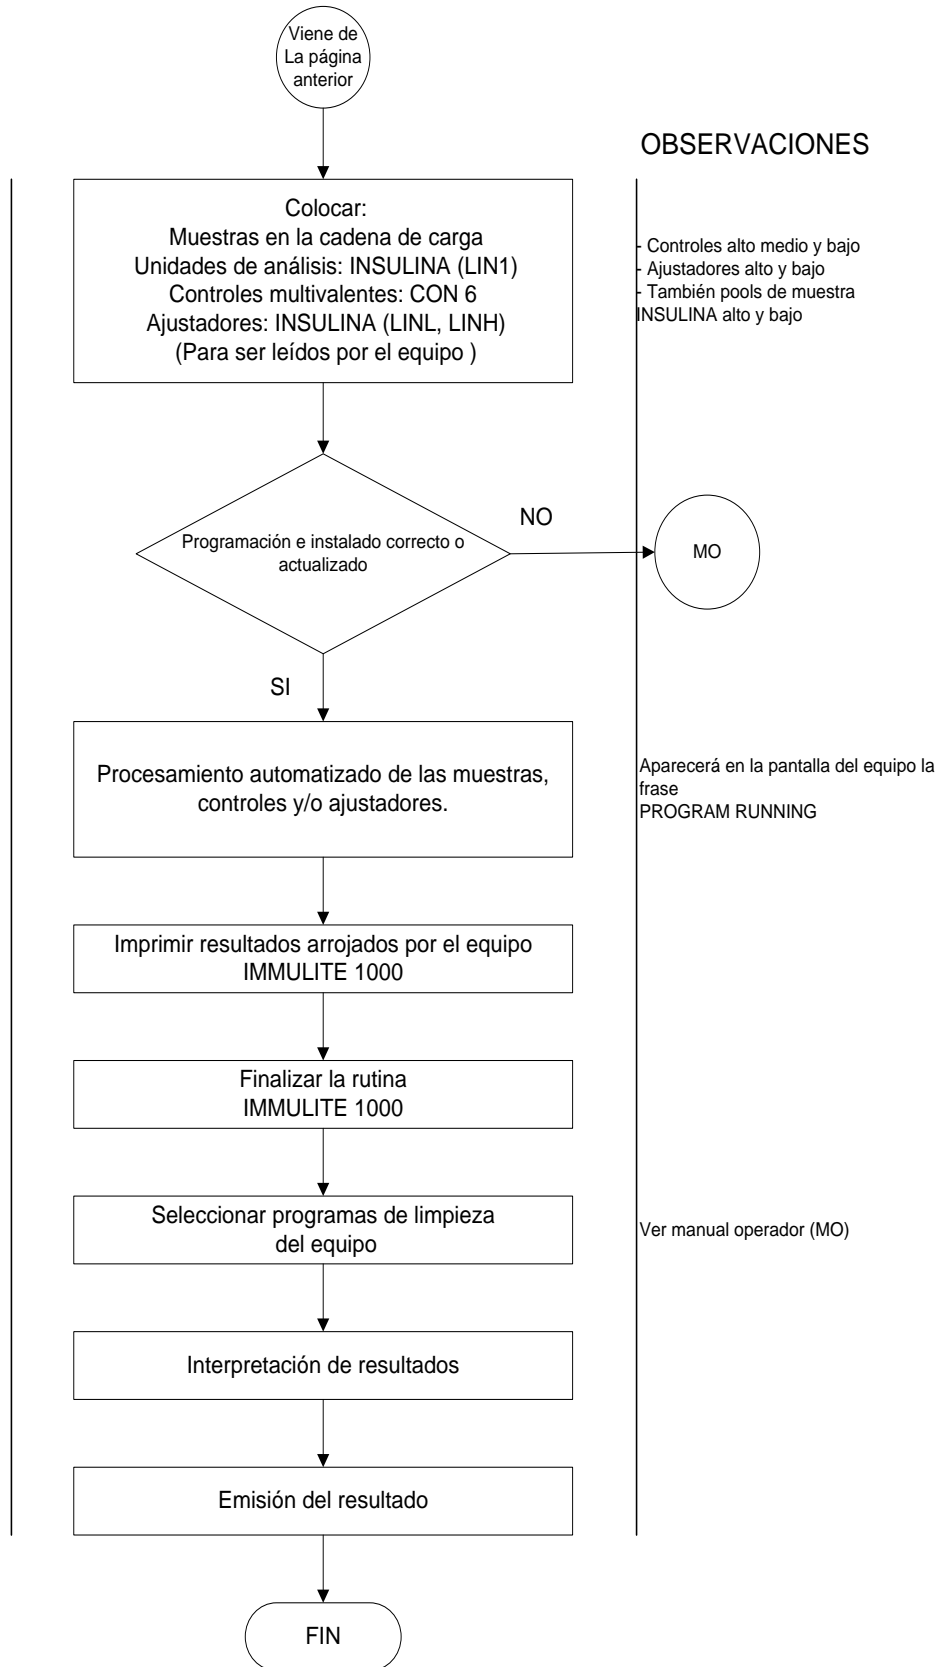 Viene de
La página
anterior
OBSERVACIONES
Colocar:
Muestras en la cadena de carga
Unidades de análisis: INSULINA (LIN1)
Controles multivalentes: CON 6
Ajustadores: INSULINA (LINL, LINH)
(Para ser leídos por el equipo )
- Controles alto medio y bajo
- Ajustadores alto y bajo
- También pools de muestra
INSULINA alto y bajo
Programación e instalado correcto o
actualizado
NO
MO
SI
Procesamiento automatizado de las muestras,
controles y/o ajustadores.
Aparecerá en la pantalla del equipo la
frase
PROGRAM RUNNING
Imprimir resultados arrojados por el equipo
IMMULITE 1000
Finalizar la rutina
IMMULITE 1000
Seleccionar programas de limpieza
del equipo
Ver manual operador (MO)
Interpretación de resultados
Emisión del resultado
FIN